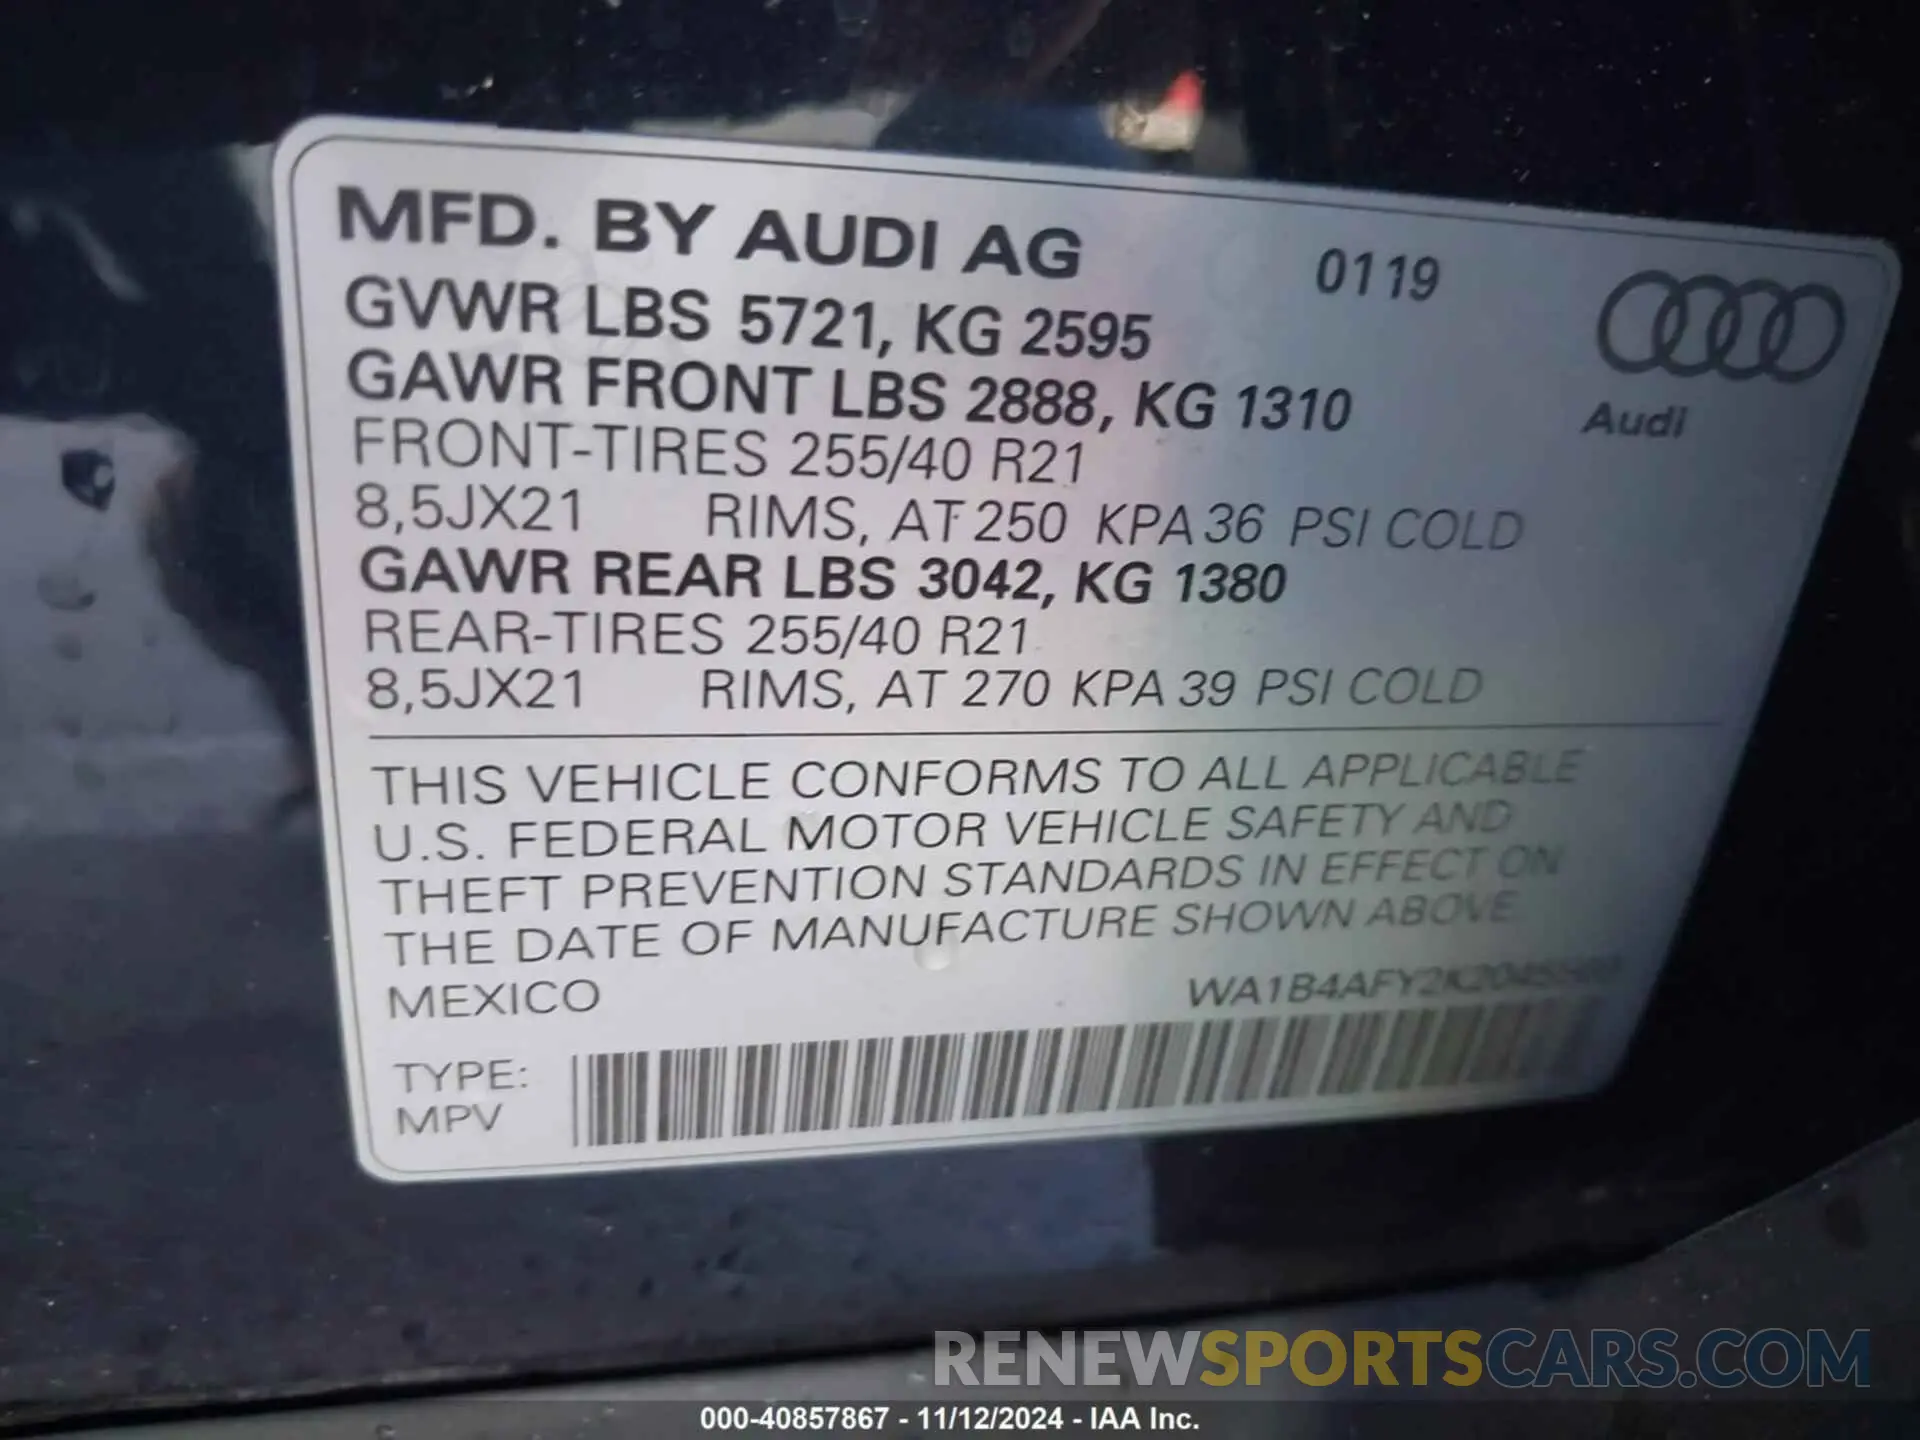 MFD. BY AUDI AG 0119
GVWR LBS 5721, KG 2595
GAWR FRONT LBS 2888, KG 1310
Audi
FRONT-TIRES 255/40 R21
8,5JX21 RIMS, AT 250 KPA 36 PSI COLD
GAWR REAR LBS 3042, KG 1380
REAR-TIRES 255/40 R21
8,5JX21 RIMS, AT 270 KPA 39 PSI COLD
THIS VEHICLE CONFORMS TO ALL APPLICABLE
U.S. FEDERAL MOTOR VEHICLE SAFETY AND
THEFT PREVENTION STANDARDS IN EFFECT ON
THE DATE OF MANUFACTURE SHOWN ABOVE
MEXICO
TYPE:
MPV
RENEWSPORTSCARS.COM
000-40857867 - 11/12/2024 - IAA Inc.